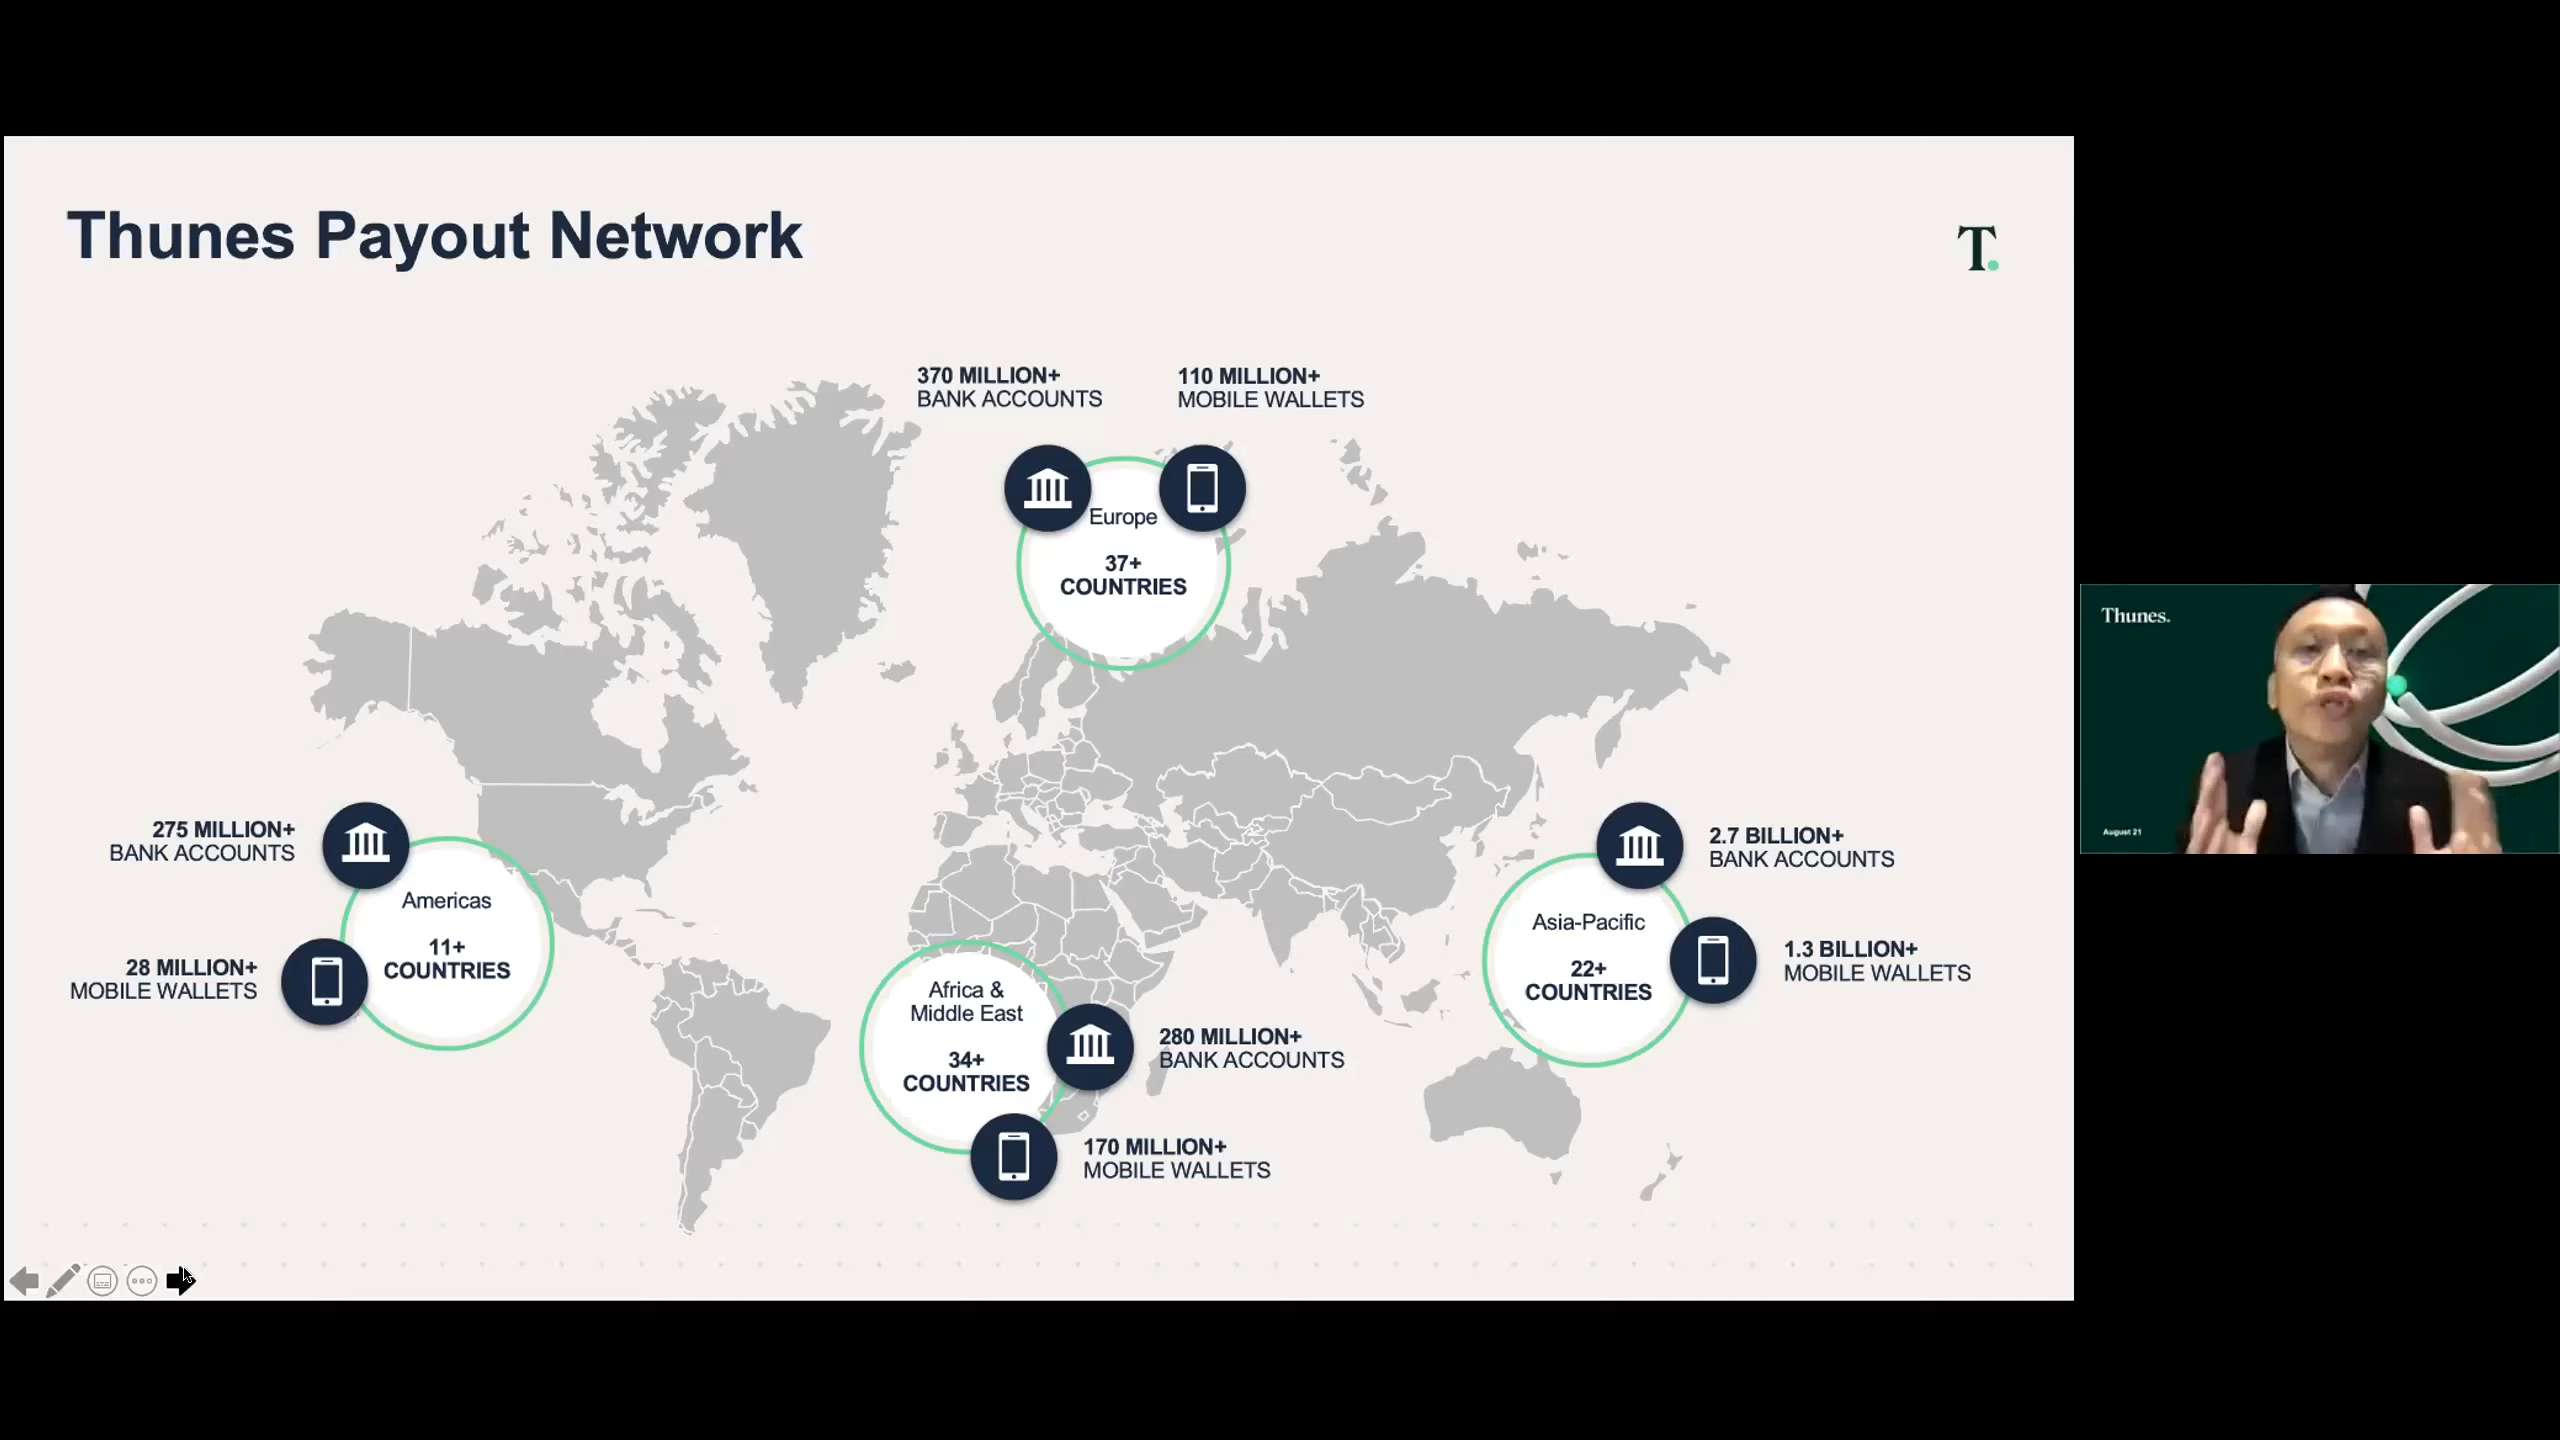 Thunes Payout Network
T.
370 MILLION+
BANK ACCOUNTS
110 MILLION+
MOBILE WALLETS
Europe
37+
COUNTRIES
275 MILLION+
BANK ACCOUNTS
28 MILLION+
MOBILE WALLETS
Americas
11+
COUNTRIES
Africa &
Middle East
34+
COUNTRIES
280 MILLION+
BANK ACCOUNTS
170 MILLION+
MOBILE WALLETS
Asia-Pacific
22+
COUNTRIES
2.7 BILLION+
BANK ACCOUNTS
1.3 BILLION+
MOBILE WALLETS
Thunes.
August 21